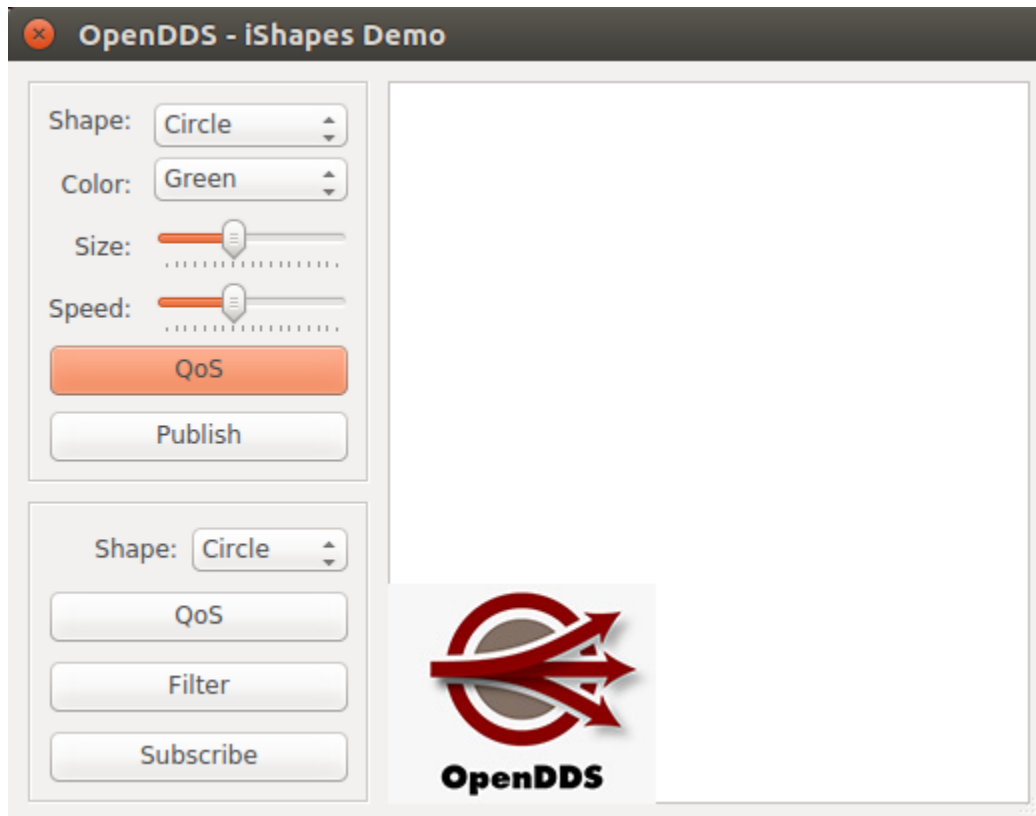 OpenDDS - iShapes Demo
Shape: Circle
Color: Green
Size:
Speed:
QoS
Publish
Shape: Circle
QoS
Filter
Subscribe
OpenDDS